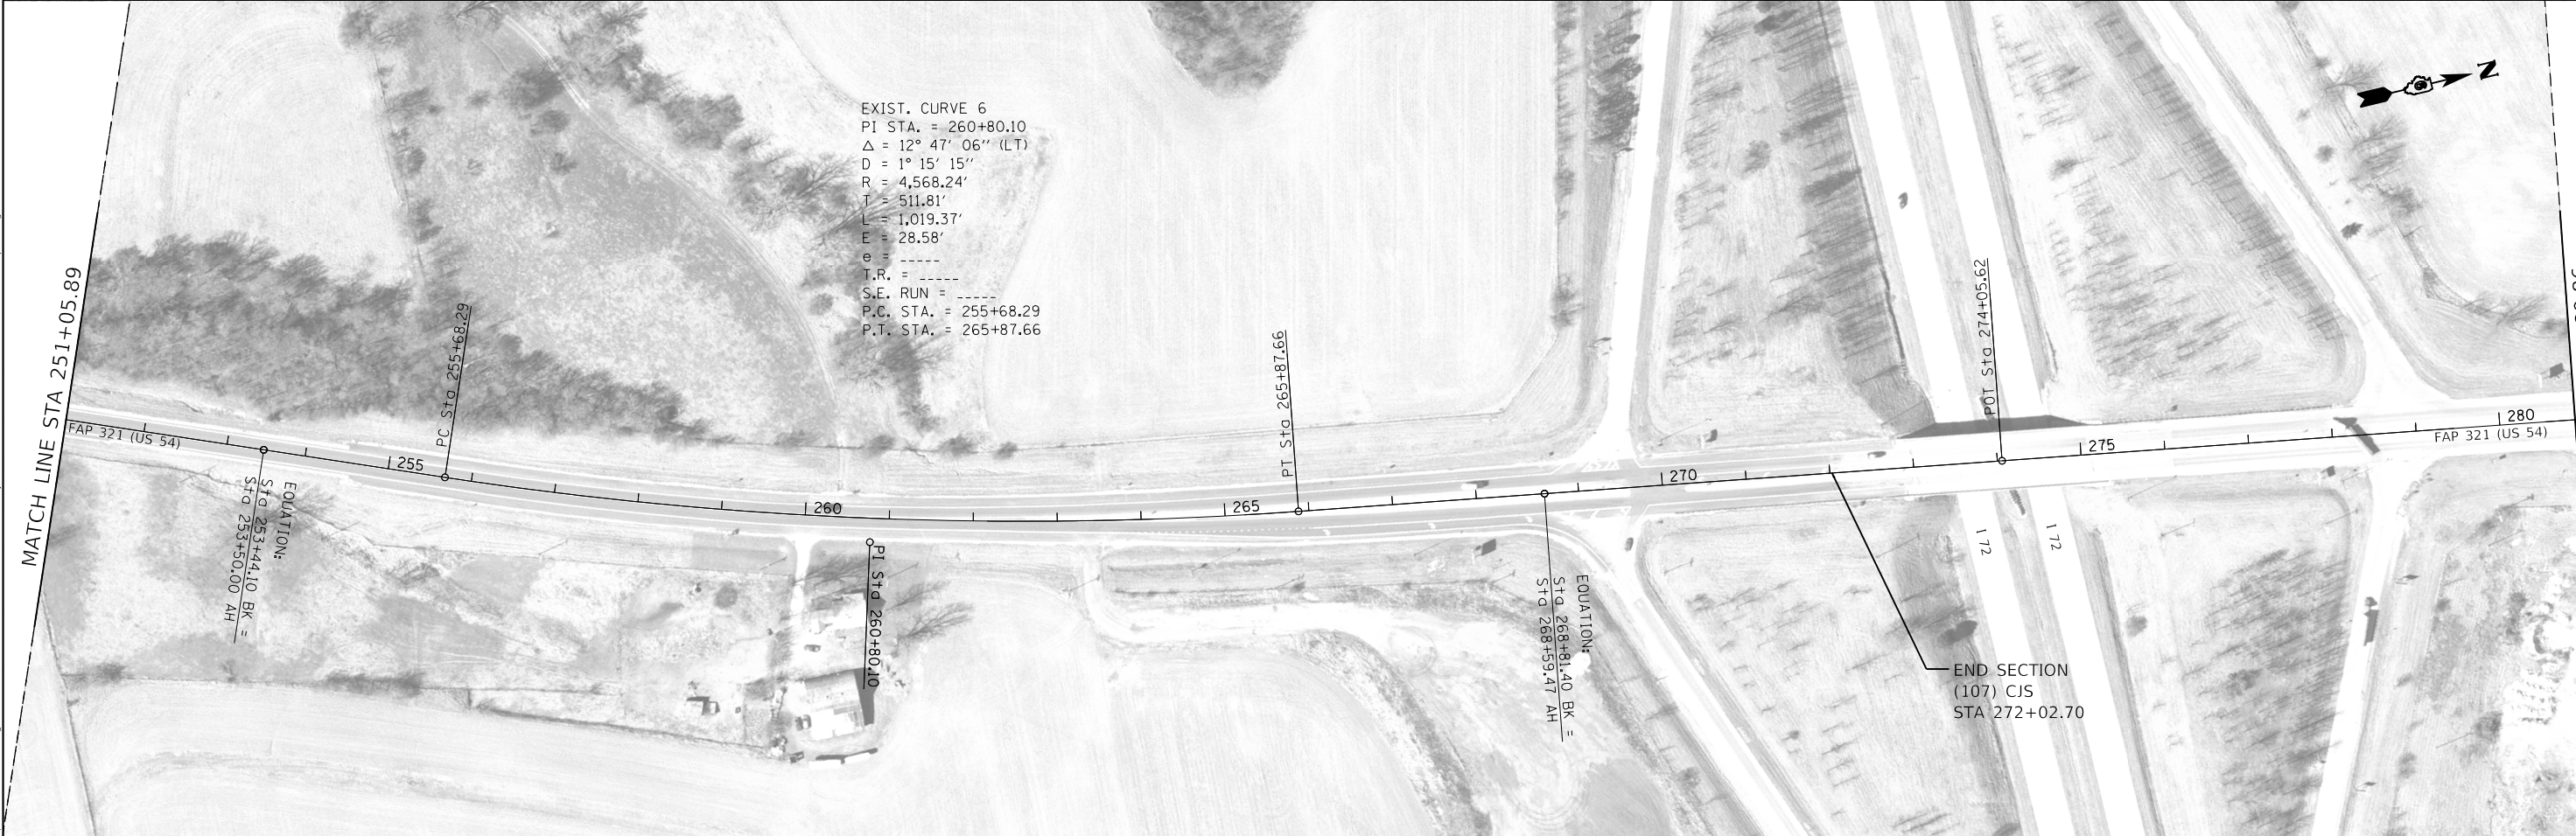 MATCH LINE STA 251+05.89
FAP 321 (US 54)
EQUATION:
Sta 253+44.10 BK =
Sta 253+50.00 AH
255
PC Sta 255+68.29
EXIST. CURVE 6
PI STA. = 260+80.10
△ = 12° 47' 06'' (LT)
D = 1° 15' 15''
R = 4,568.24'
T = 511.81'
L = 1,019.37'
E = 28.58'
e = _____
T.R. = _____
S.E. RUN = _____
P.C. STA. = 255+68.29
P.T. STA. = 265+87.66
260
PI Sta 260+80.10
265
PT Sta 265+87.66
EQUATION:
Sta 268+81.40 BK =
Sta 268+59.47 AH
270
END SECTION
(107) CJS
STA 272+02.70
POT Sta 274+05.62
I 72
I 72
275
280
FAP 321 (US 54)
N